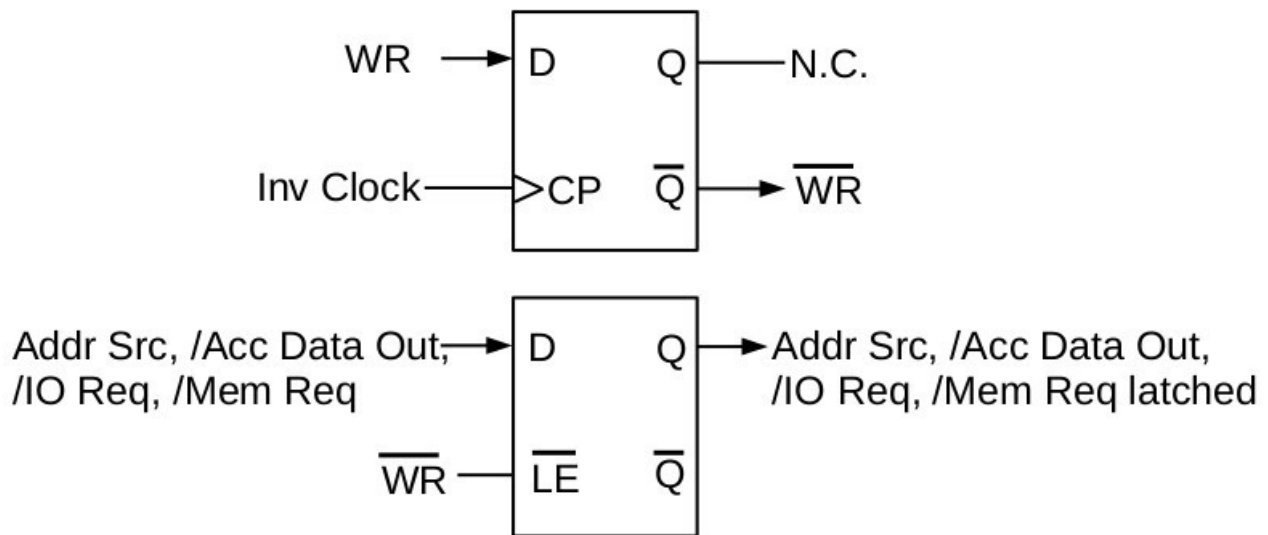 WR
D
Q
N.C.
Inv Clock
CP
Q̅
W̅R̅
Addr Src, /Acc Data Out,
/IO Req, /Mem Req
D
Q
Addr Src, /Acc Data Out,
/IO Req, /Mem Req latched
W̅R̅
L̅E̅
Q̅